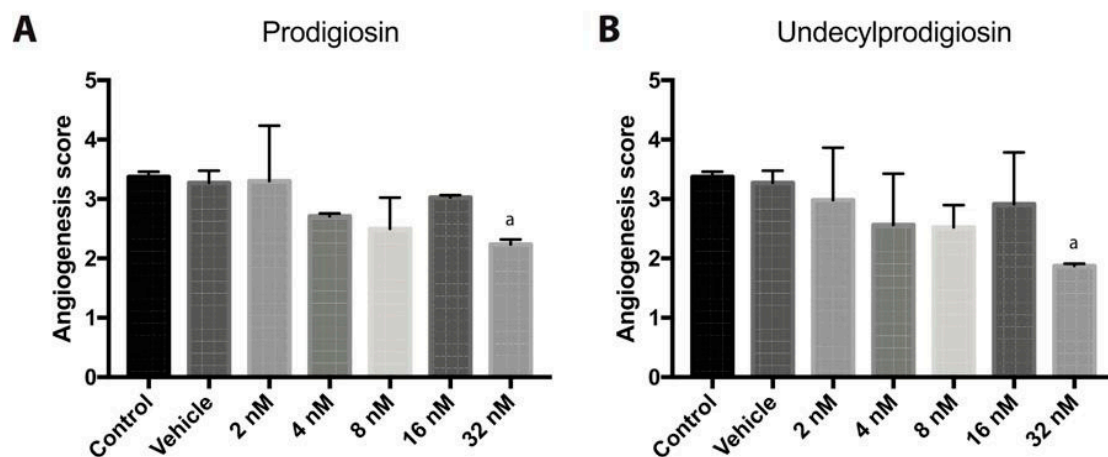 A Prodigiosin
Angiogenesis score
5
4
3
2
1
0
a
Control
Vehicle
2 nM
4 nM
8 nM
16 nM
32 nM
B Undecylprodigiosin
Angiogenesis score
5
4
3
2
1
0
a
Control
Vehicle
2 nM
4 nM
8 nM
16 nM
32 nM